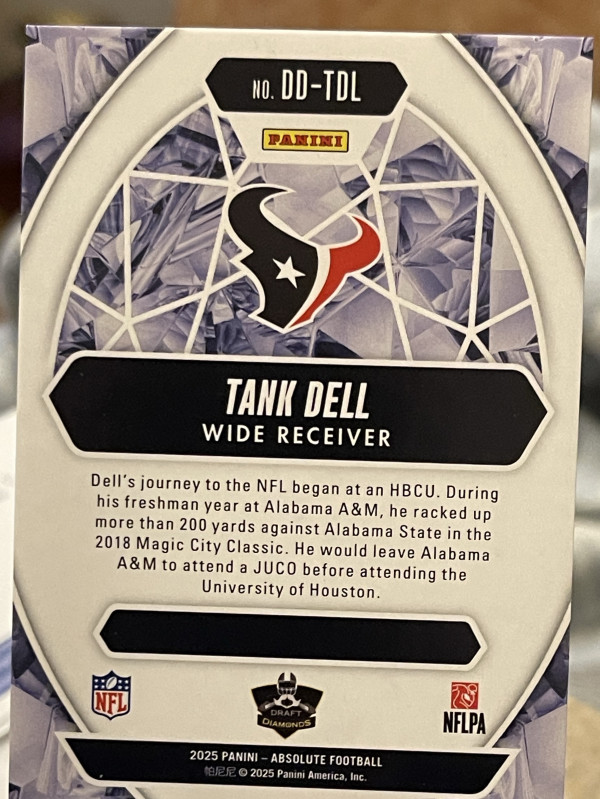 NO. DD-TDL
PANINI
TANK DELL
WIDE RECEIVER
Dell's journey to the NFL began at an HBCU. During
his freshman year at Alabama A&M, he racked up
more than 200 yards against Alabama State in the
2018 Magic City Classic. He would leave Alabama
A&M to attend a JUCO before attending the
University of Houston.
NFL
DRAFT
DIAMONDS
NFLPA
2025 PANINI – ABSOLUTE FOOTBALL
帕尼尼 © 2025 Panini America, Inc.